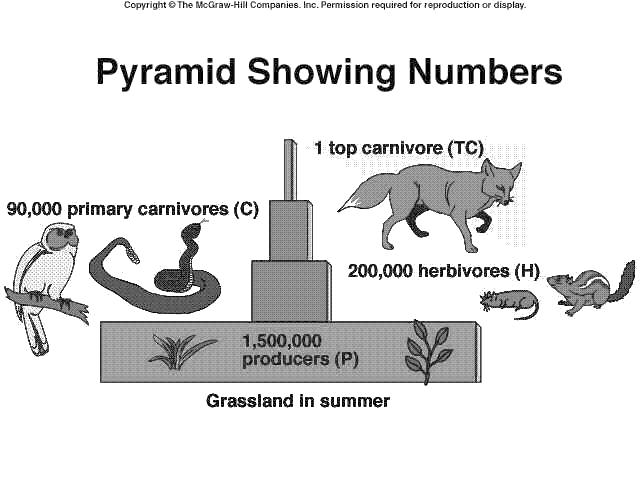 Copyright © The McGraw-Hill Companies. Inc. Permission required for reproduction or display.
Pyramid Showing Numbers
1 top carnivore (TC)
90,000 primary carnivores (C)
200,000 herbivores (H)
1,500,000
producers (P)
Grassland in summer